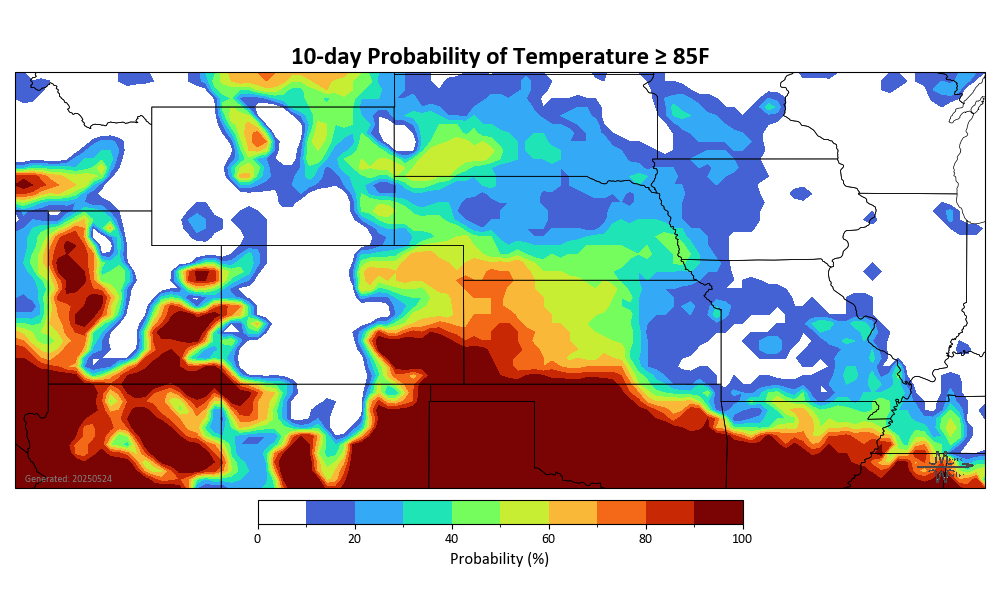 10-day Probability of Temperature ≥ 85F
Generated: 20250524
0 20 40 60 80 100
Probability (%)